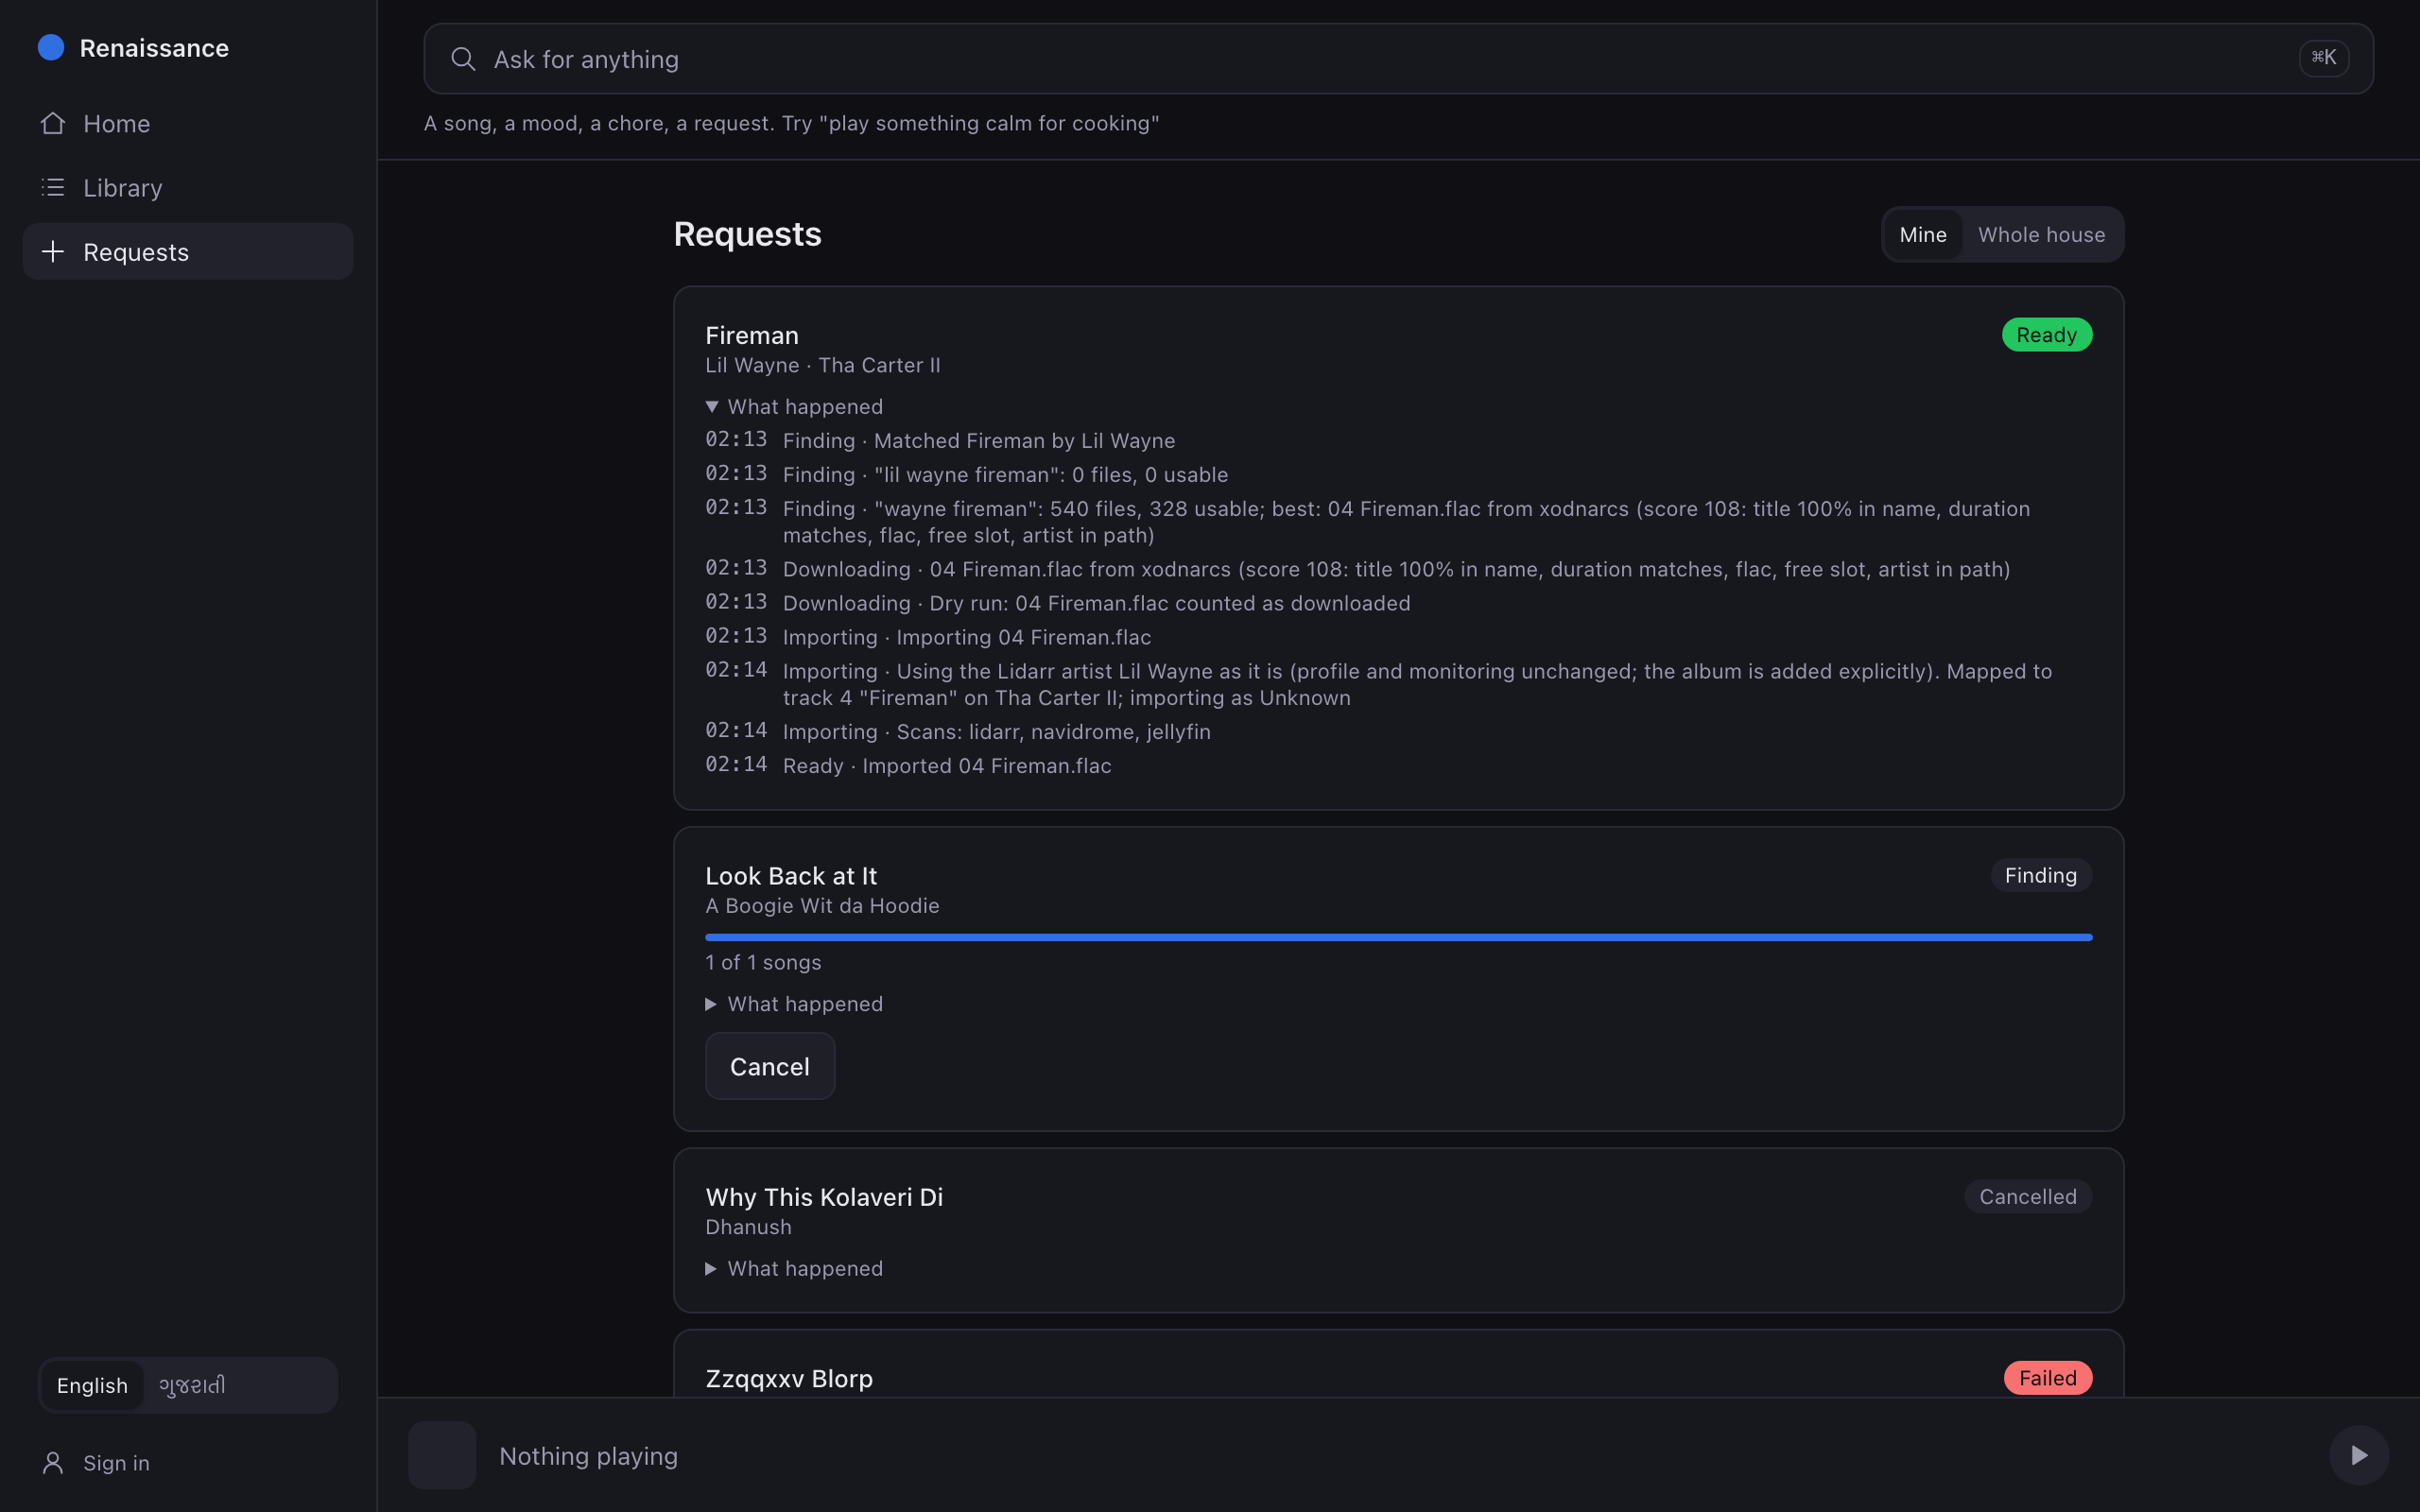 Renaissance
Home
Library
Requests
English ગુજરાતી
Sign in
Ask for anything
⌘K
A song, a mood, a chore, a request. Try "play something calm for cooking"
Requests
Mine Whole house
Fireman
Ready
Lil Wayne · Tha Carter II
▼ What happened
02:13 Finding · Matched Fireman by Lil Wayne
02:13 Finding · "lil wayne fireman": 0 files, 0 usable
02:13 Finding · "wayne fireman": 540 files, 328 usable; best: 04 Fireman.flac from xodnarcs (score 108: title 100% in name, duration
matches, flac, free slot, artist in path)
02:13 Downloading · 04 Fireman.flac from xodnarcs (score 108: title 100% in name, duration matches, flac, free slot, artist in path)
02:13 Downloading · Dry run: 04 Fireman.flac counted as downloaded
02:13 Importing · Importing 04 Fireman.flac
02:14 Importing · Using the Lidarr artist Lil Wayne as it is (profile and monitoring unchanged; the album is added explicitly). Mapped to
track 4 "Fireman" on Tha Carter II; importing as Unknown
02:14 Importing · Scans: lidarr, navidrome, jellyfin
02:14 Ready · Imported 04 Fireman.flac
Look Back at It
Finding
A Boogie Wit da Hoodie
1 of 1 songs
▶ What happened
Cancel
Why This Kolaveri Di
Cancelled
Dhanush
▶ What happened
Zzqqxxv Blorp
Failed
Nothing playing